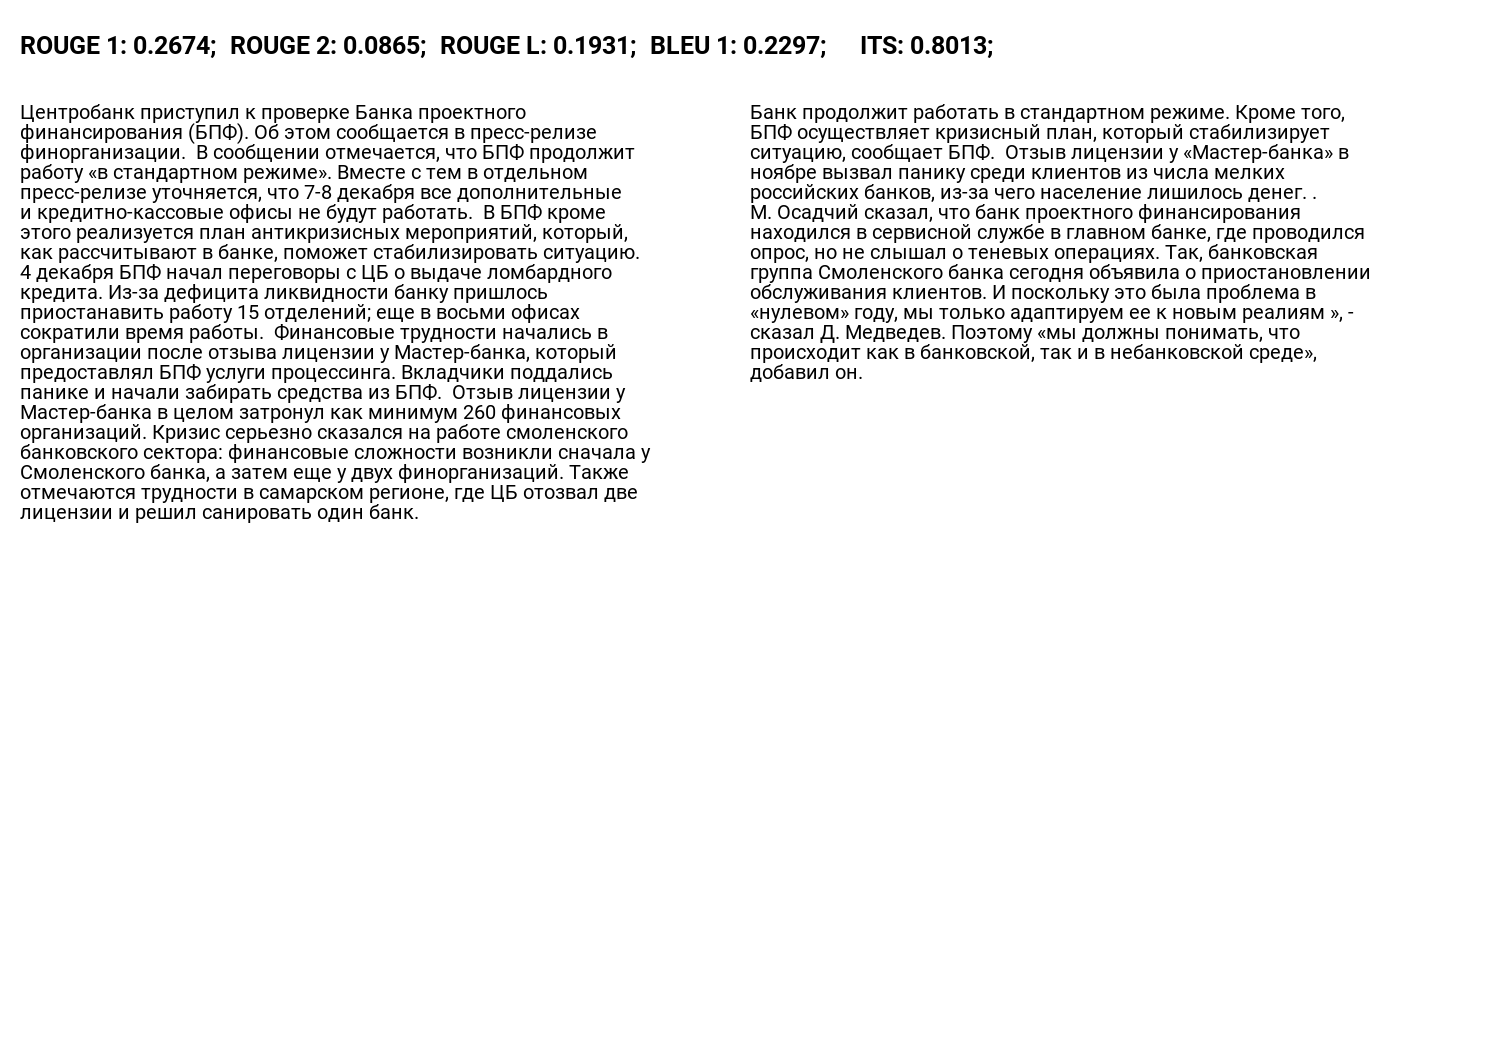 ROUGE 1: 0.2674; ROUGE 2: 0.0865; ROUGE L: 0.1931; BLEU 1: 0.2297; ITS: 0.8013;
Центробанк приступил к проверке Банка проектного
финансирования (БПФ). Об этом сообщается в пресс-релизе
финорганизации. В сообщении отмечается, что БПФ продолжит
работу «в стандартном режиме». Вместе с тем в отдельном
пресс-релизе уточняется, что 7-8 декабря все дополнительные
и кредитно-кассовые офисы не будут работать. В БПФ кроме
этого реализуется план антикризисных мероприятий, который,
как рассчитывают в банке, поможет стабилизировать ситуацию.
4 декабря БПФ начал переговоры с ЦБ о выдаче ломбардного
кредита. Из-за дефицита ликвидности банку пришлось
приостанавить работу 15 отделений; еще в восьми офисах
сократили время работы. Финансовые трудности начались в
организации после отзыва лицензии у Мастер-банка, который
предоставлял БПФ услуги процессинга. Вкладчики поддались
панике и начали забирать средства из БПФ. Отзыв лицензии у
Мастер-банка в целом затронул как минимум 260 финансовых
организаций. Кризис серьезно сказался на работе смоленского
банковского сектора: финансовые сложности возникли сначала у
Смоленского банка, а затем еще у двух финорганизаций. Также
отмечаются трудности в самарском регионе, где ЦБ отозвал две
лицензии и решил санировать один банк.
Банк продолжит работать в стандартном режиме. Кроме того,
БПФ осуществляет кризисный план, который стабилизирует
ситуацию, сообщает БПФ. Отзыв лицензии у «Мастер-банка» в
ноябре вызвал панику среди клиентов из числа мелких
российских банков, из-за чего население лишилось денег. .
М. Осадчий сказал, что банк проектного финансирования
находился в сервисной службе в главном банке, где проводился
опрос, но не слышал о теневых операциях. Так, банковская
группа Смоленского банка сегодня объявила о приостановлении
обслуживания клиентов. И поскольку это была проблема в
«нулевом» году, мы только адаптируем ее к новым реалиям », -
сказал Д. Медведев. Поэтому «мы должны понимать, что
происходит как в банковской, так и в небанковской среде»,
добавил он.